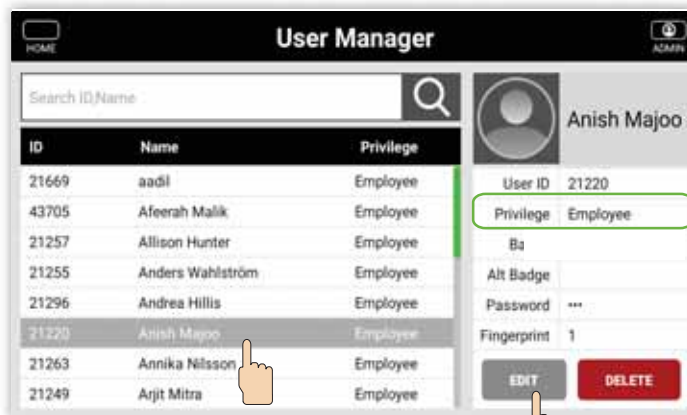 HOME
User Manager
ADMIN
Search ID,Name
ID Name Privilege
21669 aadil Employee
43705 Afeerah Malik Employee
21257 Allison Hunter Employee
21255 Anders Wahlström Employee
21296 Andrea Hillis Employee
21220 Anish Majoo Employee
21263 Annika Nilsson Employee
21249 Arjit Mitra Employee
Anish Majoo
User ID 21220
Privilege Employee
Ba
Alt Badge
Password ***
Fingerprint 1
EDIT DELETE